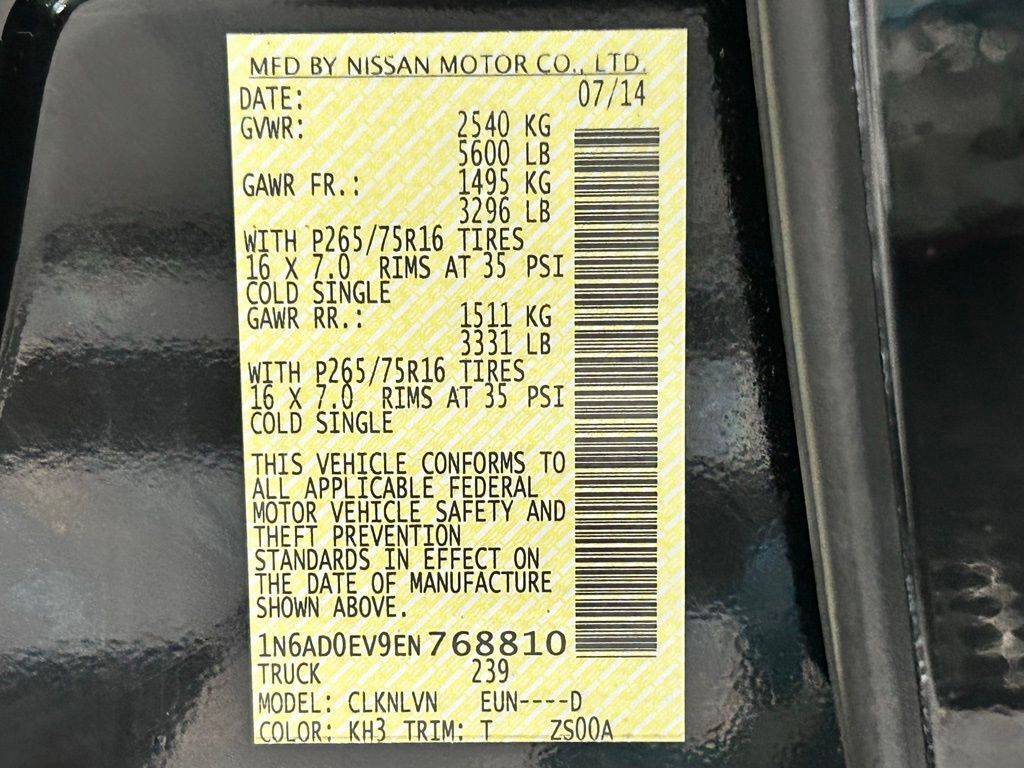 MFD BY NISSAN MOTOR CO., LTD.
DATE: 07/14
GVWR: 2540 KG
5600 LB
GAWR FR.: 1495 KG
3296 LB
WITH P265/75R16 TIRES
16 X 7.0 RIMS AT 35 PSI
COLD SINGLE
GAWR RR.: 1511 KG
3331 LB
WITH P265/75R16 TIRES
16 X 7.0 RIMS AT 35 PSI
COLD SINGLE
THIS VEHICLE CONFORMS TO
ALL APPLICABLE FEDERAL
MOTOR VEHICLE SAFETY AND
THEFT PREVENTION
STANDARDS IN EFFECT ON
THE DATE OF MANUFACTURE
SHOWN ABOVE.
1N6AD0EV9EN768810
TRUCK 239
MODEL: CLKNLVN EUN----D
COLOR: KH3 TRIM: T ZS00A